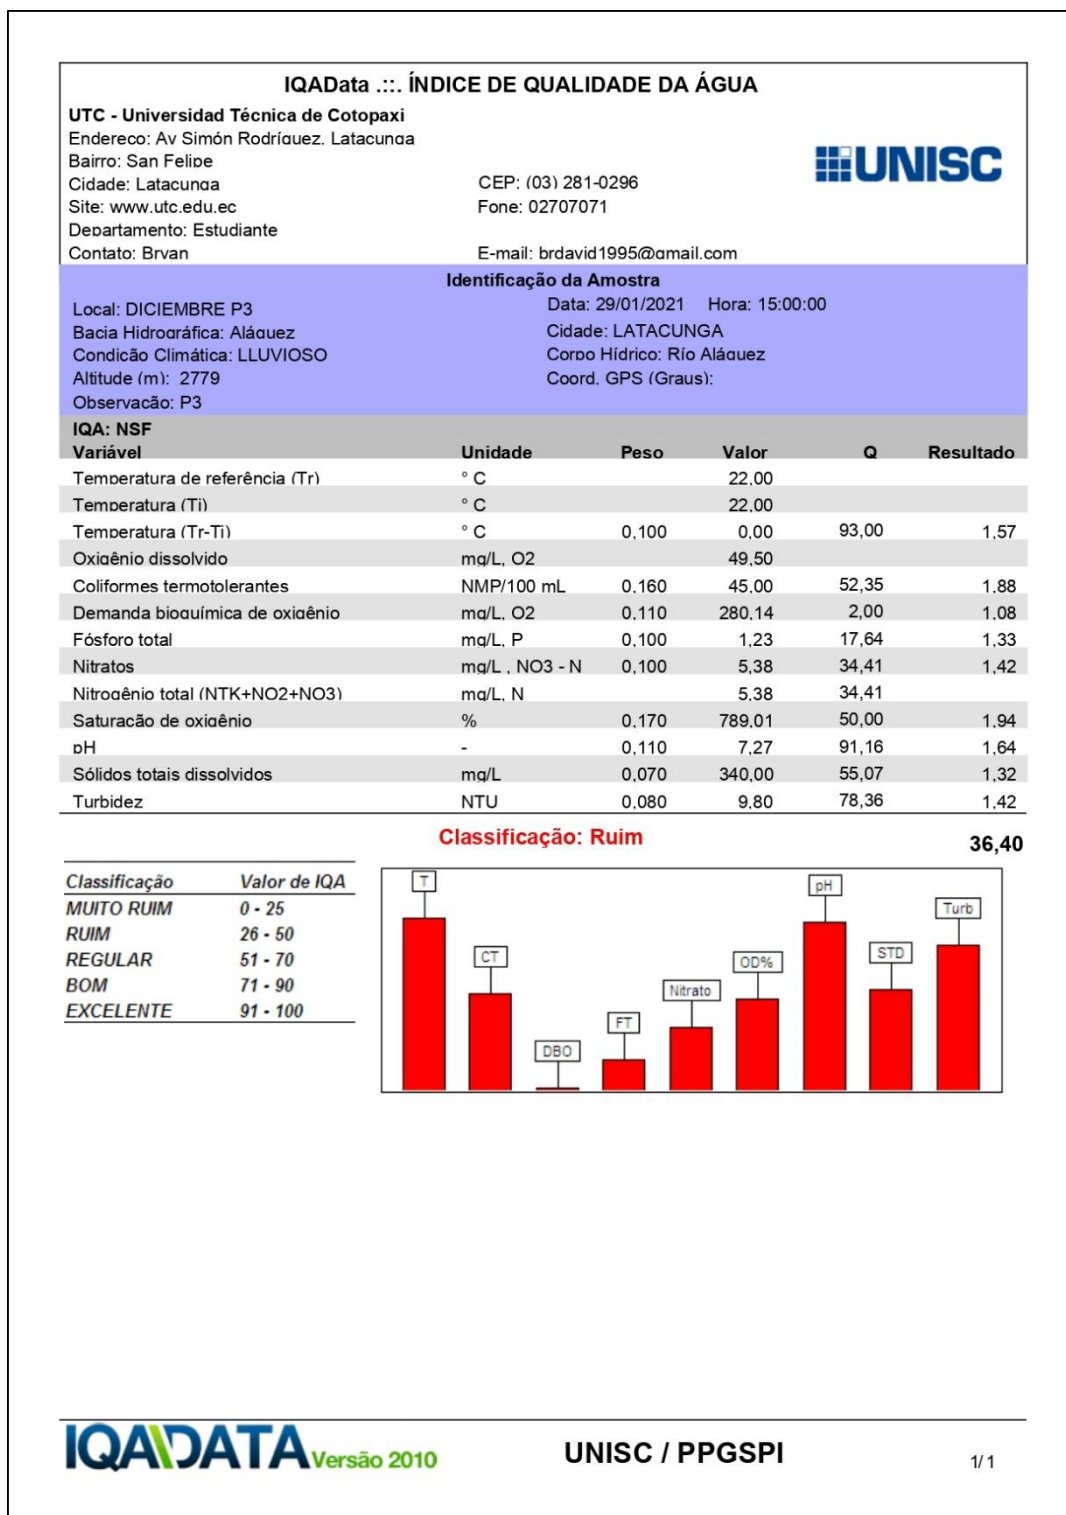 IQAData .::. ÍNDICE DE QUALIDADE DA ÁGUA
UTC - Universidad Técnica de Cotopaxi
Endereço: Av Simón Rodríguez, Latacunga
Bairro: San Felipe
Cidade: Latacunga CEP: (03) 281-0296
Site: www.utc.edu.ec Fone: 02707071
Departamento: Estudiante
Contato: Bryan E-mail: brdavid1995@gmail.com
UNISC
Identificação da Amostra
Local: DICIEMBRE P3 Data: 29/01/2021 Hora: 15:00:00
Bacia Hidrográfica: Aláquez Cidade: LATACUNGA
Condição Climática: LLUVIOSO Corpo Hídrico: Río Aláquez
Altitude (m): 2779 Coord. GPS (Graus):
Observação: P3
IQA: NSF
Variável Unidade Peso Valor Q Resultado
Temperatura de referência (Tr) ° C 22,00
Temperatura (Ti) ° C 22,00
Temperatura (Tr-Ti) ° C 0,100 0,00 93,00 1,57
Oxigênio dissolvido mg/L, O2 49,50
Coliformes termotolerantes NMP/100 mL 0,160 45,00 52,35 1,88
Demanda bioquímica de oxigênio mg/L, O2 0,110 280,14 2,00 1,08
Fósforo total mg/L, P 0,100 1,23 17,64 1,33
Nitratos mg/L , NO3 - N 0,100 5,38 34,41 1,42
Nitrogênio total (NTK+NO2+NO3) mg/L, N 5,38 34,41
Saturação de oxigênio % 0,170 789,01 50,00 1,94
pH - 0,110 7,27 91,16 1,64
Sólidos totais dissolvidos mg/L 0,070 340,00 55,07 1,32
Turbidez NTU 0,080 9,80 78,36 1,42
Classificação: Ruim 36,40
Classificação Valor de IQA
MUITO RUIM 0 - 25
RUIM 26 - 50
REGULAR 51 - 70
BOM 71 - 90
EXCELENTE 91 - 100
T
CT
DBO
FT
Nitrato
OD%
pH
STD
Turb
IQADATA Versão 2010 UNISC / PPGSPI 1/ 1